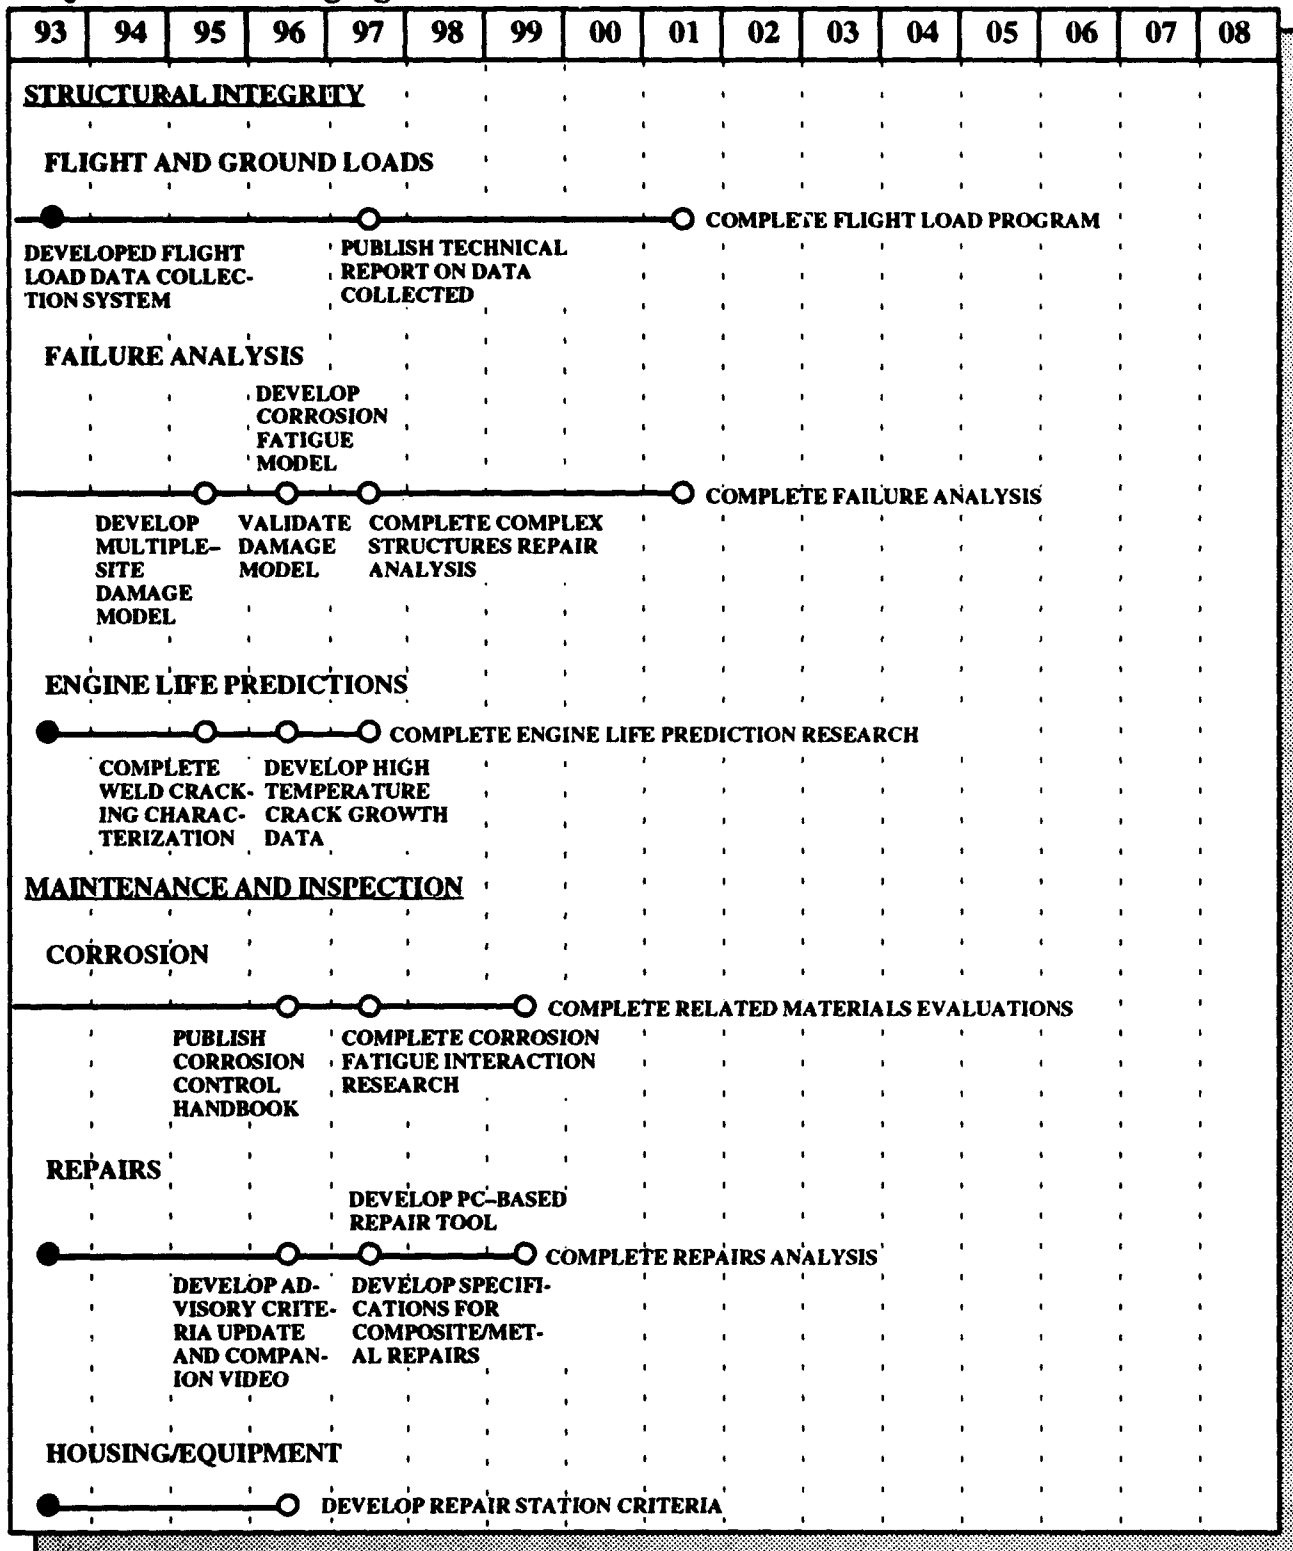 93 94 95 96 97 98 99 00 01 02 03 04 05 06 07 08
STRUCTURAL INTEGRITY
FLIGHT AND GROUND LOADS
COMPLETE FLIGHT LOAD PROGRAM
DEVELOPED FLIGHT
LOAD DATA COLLEC-
TION SYSTEM
PUBLISH TECHNICAL
REPORT ON DATA
COLLECTED
FAILURE ANALYSIS
DEVELOP
CORROSION
FATIGUE
MODEL
COMPLETE FAILURE ANALYSIS
DEVELOP
MULTIPLE–
SITE
DAMAGE
MODEL
VALIDATE
DAMAGE
MODEL
COMPLETE COMPLEX
STRUCTURES REPAIR
ANALYSIS
ENGINE LIFE PREDICTIONS
COMPLETE ENGINE LIFE PREDICTION RESEARCH
COMPLETE
WELD CRACK-
ING CHARAC-
TERIZATION
DEVELOP HIGH
TEMPERATURE
CRACK GROWTH
DATA
MAINTENANCE AND INSPECTION
CORROSION
COMPLETE RELATED MATERIALS EVALUATIONS
PUBLISH
CORROSION
CONTROL
HANDBOOK
COMPLETE CORROSION
FATIGUE INTERACTION
RESEARCH
REPAIRS
DEVELOP PC–BASED
REPAIR TOOL
COMPLETE REPAIRS ANALYSIS
DEVELOP AD-
VISORY CRITE-
RIA UPDATE
AND COMPAN-
ION VIDEO
DEVELOP SPECIFI-
CATIONS FOR
COMPOSITE/MET-
AL REPAIRS
HOUSING/EQUIPMENT
DEVELOP REPAIR STATION CRITERIA